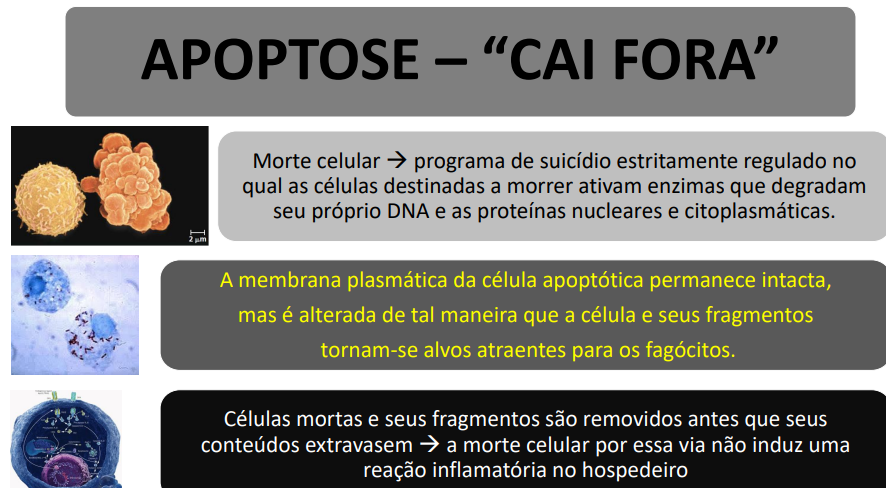 APOPTOSE – “CAI FORA”
Morte celular → programa de suicídio estritamente regulado no
qual as células destinadas a morrer ativam enzimas que degradam
seu próprio DNA e as proteínas nucleares e citoplasmáticas.
2 µm
A membrana plasmática da célula apoptótica permanece intacta,
mas é alterada de tal maneira que a célula e seus fragmentos
tornam-se alvos atraentes para os fagócitos.
Células mortas e seus fragmentos são removidos antes que seus
conteúdos extravasem → a morte celular por essa via não induz uma
reação inflamatória no hospedeiro